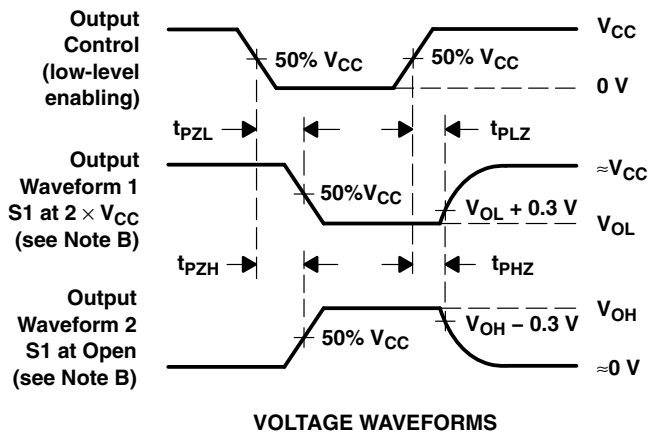 Output
Control
(low-level
enabling)
50% VCC
50% VCC
VCC
0 V
tPZL
tPLZ
Output
Waveform 1
S1 at 2 × VCC
(see Note B)
50%VCC
VOL + 0.3 V
≈VCC
VOL
tPZH
tPHZ
Output
Waveform 2
S1 at Open
(see Note B)
50% VCC
VOH − 0.3 V
VOH
≈0 V
VOLTAGE WAVEFORMS